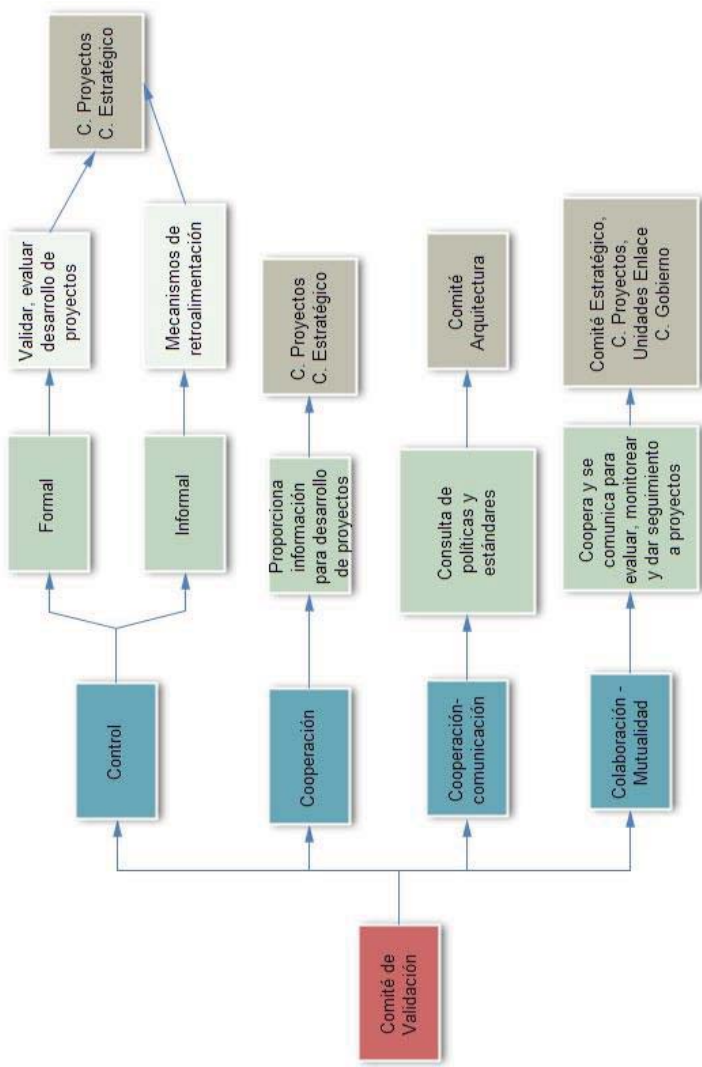 Comité de
Validación
Control
Formal
Validar, evaluar
desarrollo de
proyectos
Informal
Mecanismos de
retroalimentación
C. Proyectos
C. Estratégico
Cooperación
Proporciona
información
para desarrollo
de proyectos
C. Proyectos
C. Estratégico
Cooperación-
comunicación
Consulta de
políticas y
estándares
Comité
Arquitectura
Colaboración -
Mutualidad
Coopera y se
comunica para
evaluar, monitorear
y dar seguimiento
a proyectos
Comité Estratégico,
C. Proyectos,
Unidades Enlace
C. Gobierno